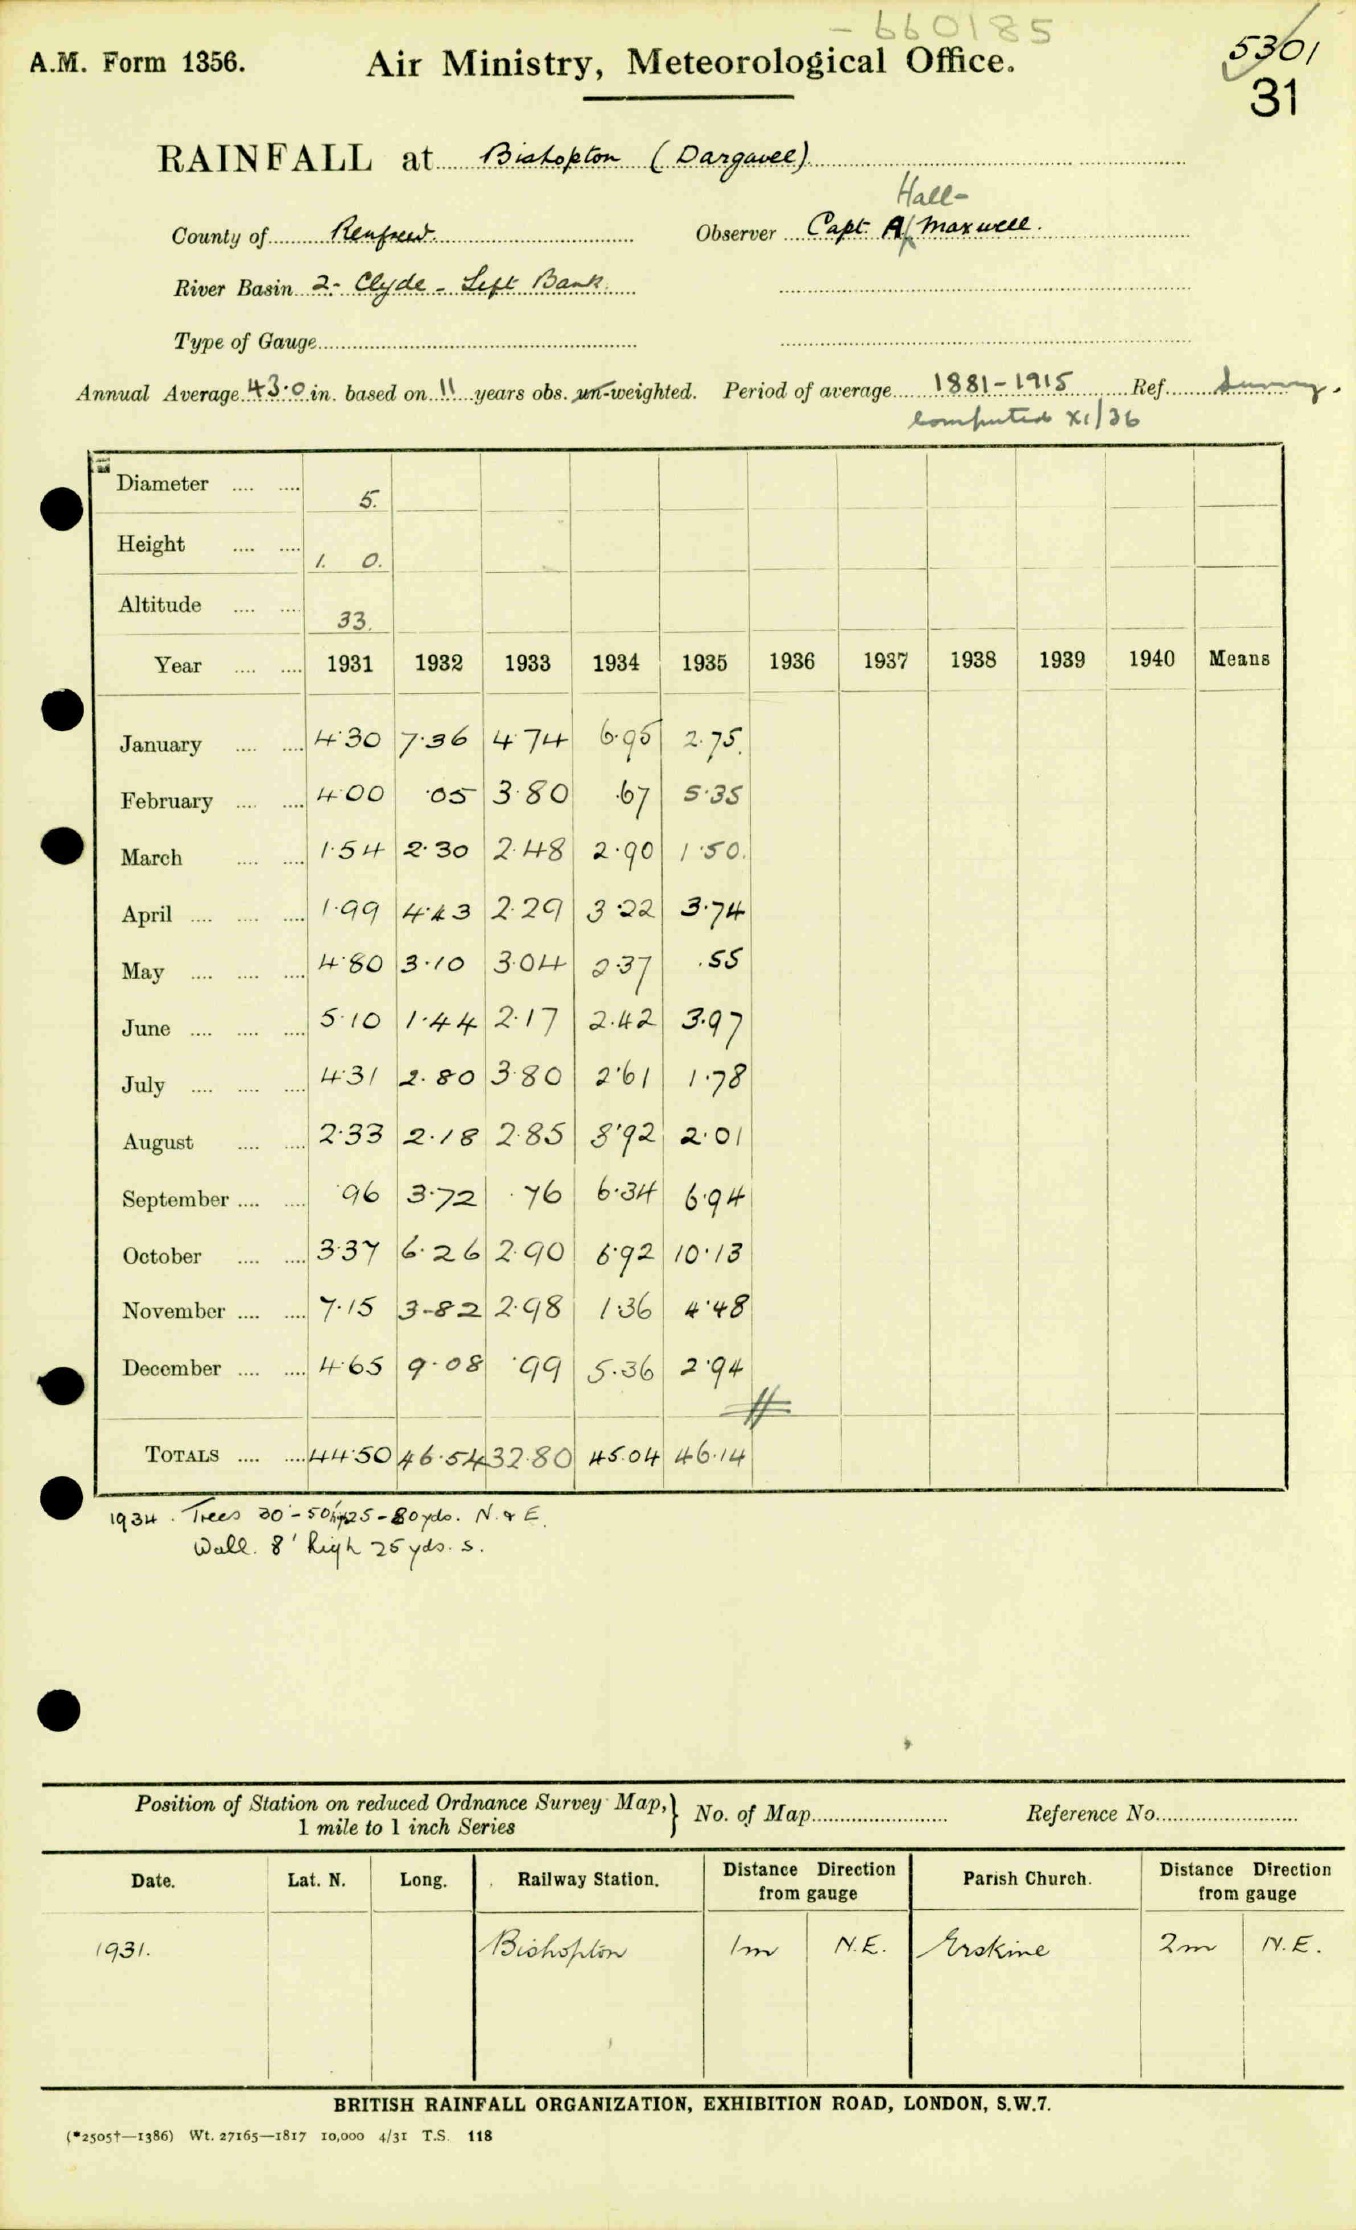 - 660185
A.M. Form 1356. Air Ministry, Meteorological Office. 5301
31
RAINFALL at Bishopton (Dargavel)
Hall-
County of Renfrew. Observer Capt. A Maxwell.
River Basin 2- Clyde - Left Bank.
Type of Gauge
Annual Average 43.0 in. based on 11 years obs. un-weighted. Period of average 1881-1915 Ref.
computed XI/36
Diameter .... .... 5.
Height .... .... 1. 0.
Altitude .... .... 33.
Year .... .... 1931 1932 1933 1934 1935 1936 1937 1938 1939 1940 Means
January .... .... 4.30 7.36 4.74 6.95 2.75.
February .... .... 4.00 .05 3.80 .67 5.35
March .... .... 1.54 2.30 2.48 2.90 1.50.
April .... .... .... 1.99 4.43 2.29 3.22 3.74
May .... .... .... 4.80 3.10 3.04 2.37 .55
June .... .... .... 5.10 1.44 2.17 2.42 3.97
July .... .... .... 4.31 2.80 3.80 2.61 1.78
August .... .... 2.33 2.18 2.85 3.92 2.01
September .... .... .96 3.72 .76 6.34 6.94
October .... .... 3.37 6.26 2.90 6.92 10.13
November .... .... 7.15 3-82 2.98 1.36 4.48
December .... .... 4.65 9.08 .99 5.36 2.94
TOTALS .... .... 44.50 46.54 32.80 45.04 46.14
1934. Trees 30'-50' 25-80 yds. N. & E.
Wall. 8' high 25 yds. S.
Position of Station on reduced Ordnance Survey Map, } No. of Map Reference No.
1 mile to 1 inch Series
Date. Lat. N. Long. Railway Station. Distance Direction from gauge Parish Church. Distance Direction from gauge
1931. Bishopton 1m N.E. Erskine 2m N.E.
BRITISH RAINFALL ORGANIZATION, EXHIBITION ROAD, LONDON, S.W.7.
(*2505†—1386) Wt. 27165—1817 10,000 4/31 T.S. 118